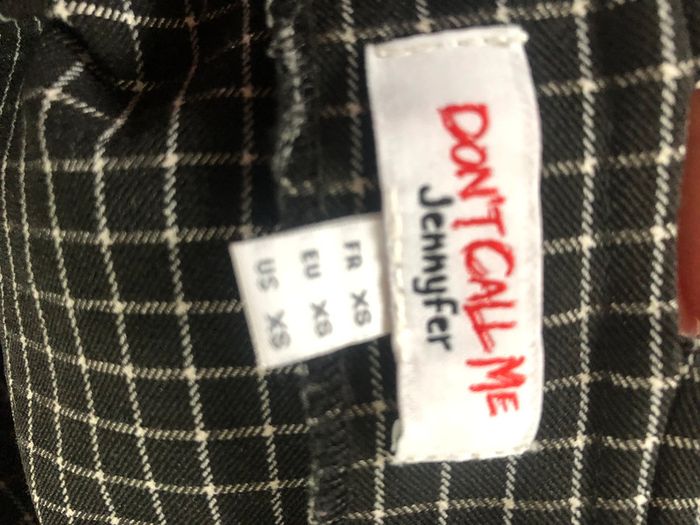 DON'T CALL ME
Jennyfer
FR XS
EU XS
US XS